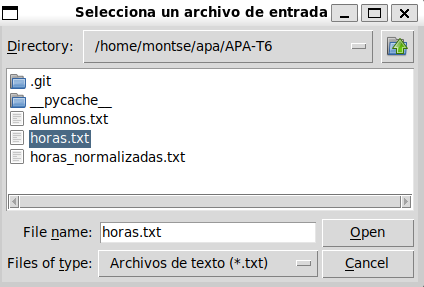 Selecciona un archivo de entrada
Directory: /home/montse/apa/APA-T6
.git
__pycache__
alumnos.txt
horas.txt
horas_normalizadas.txt
File name: horas.txt Open
Files of type: Archivos de texto (*.txt) Cancel